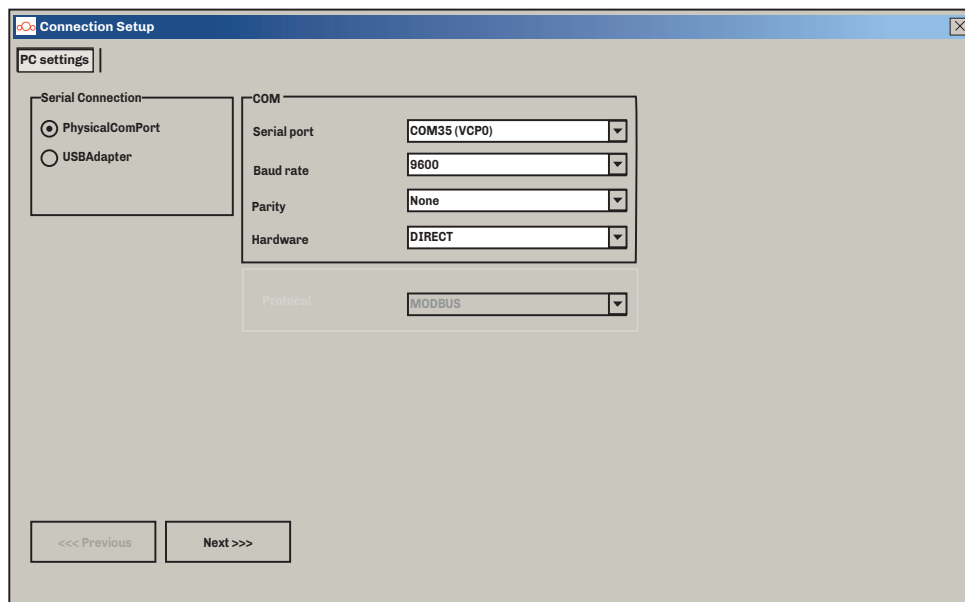 Connection Setup
PC settings
Serial Connection
PhysicalComPort
USBAdapter
COM
Serial port
COM35 (VCP0)
Baud rate
9600
Parity
None
Hardware
DIRECT
Protocol
MODBUS
<<< Previous
Next >>>